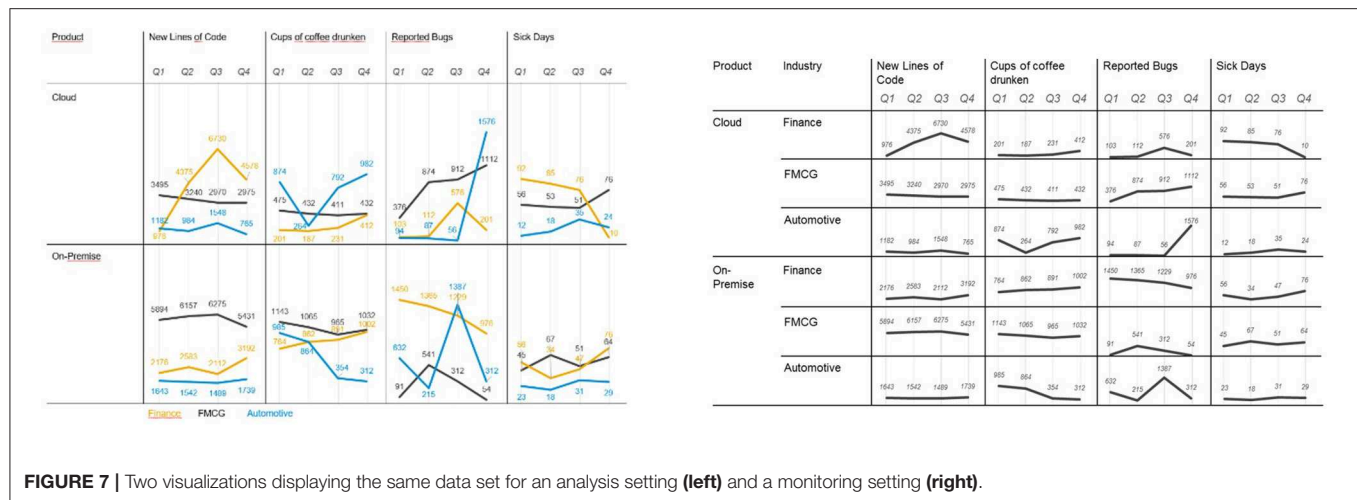 Product New Lines of Code Cups of coffee drunken Reported Bugs Sick Days
Q1 Q2 Q3 Q4 Q1 Q2 Q3 Q4 Q1 Q2 Q3 Q4 Q1 Q2 Q3 Q4
Cloud
6730
4375 4578
3495 3240 2970 2975
1182 984 1548 765
976
874 792 982
475 432 411 432
264 412
201 187 231
1576
874 912 1112
376 576
103 112 201
94 87 56
92 85 76 76
56 53 51
12 18 35 24
10
On-Premise
5894 6157 6275 5431
2176 2583 2112 3192
1643 1542 1489 1739
1143 1065 965 1032
985 862 891 1002
764 864
354 312
1450 1365 1229 976
1387
632 541 312 312
91 215 54
56 67 51 76
45 34 47 64
23 18 31 29
Finance FMCG Automotive
Product Industry New Lines of Code Cups of coffee drunken Reported Bugs Sick Days
Q1 Q2 Q3 Q4 Q1 Q2 Q3 Q4 Q1 Q2 Q3 Q4 Q1 Q2 Q3 Q4
Cloud Finance 976 4375 6730 4578 201 187 231 412 103 112 576 201 92 85 76 10
FMCG 3495 3240 2970 2975 475 432 411 432 376 874 912 1112 56 53 51 76
Automotive 1182 984 1548 765 874 264 792 982 94 87 56 1576 12 18 35 24
On-Premise Finance 2176 2583 2112 3192 764 862 891 1002 1450 1365 1229 976 56 34 47 76
FMCG 5894 6157 6275 5431 1143 1065 965 1032 91 541 312 54 45 67 51 64
Automotive 1643 1542 1489 1739 985 864 354 312 632 215 1387 312 23 18 31 29
FIGURE 7 | Two visualizations displaying the same data set for an analysis setting (left) and a monitoring setting (right).